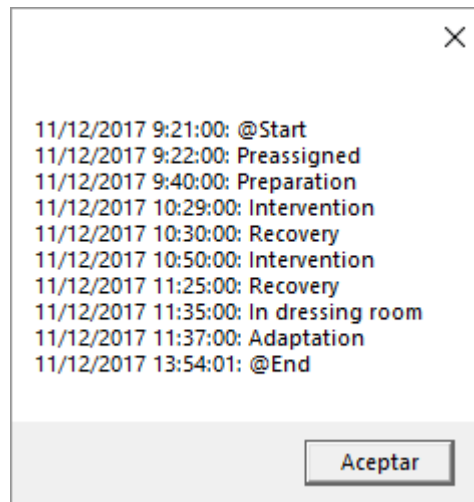 11/12/2017 9:21:00: @Start
11/12/2017 9:22:00: Preassigned
11/12/2017 9:40:00: Preparation
11/12/2017 10:29:00: Intervention
11/12/2017 10:30:00: Recovery
11/12/2017 10:50:00: Intervention
11/12/2017 11:25:00: Recovery
11/12/2017 11:35:00: In dressing room
11/12/2017 11:37:00: Adaptation
11/12/2017 13:54:01: @End
Aceptar